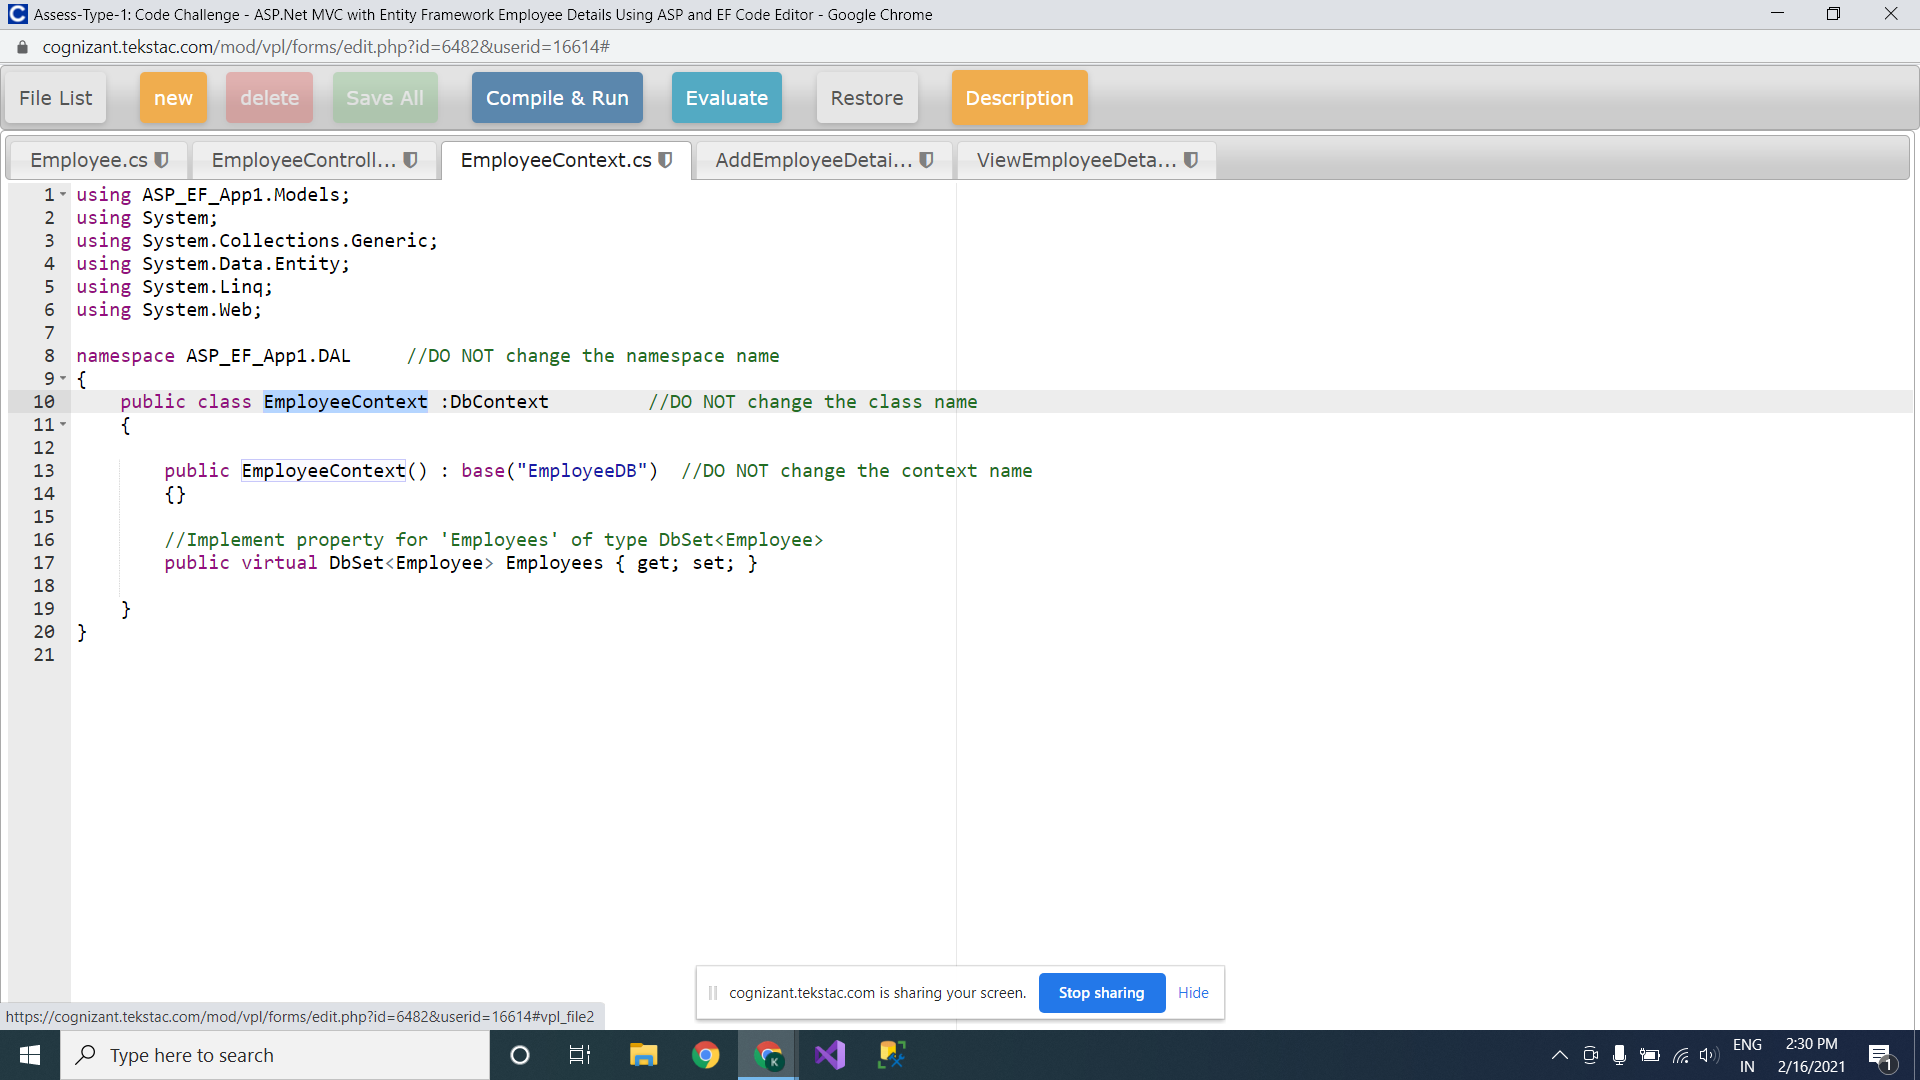 Assess-Type-1: Code Challenge - ASP.Net MVC with Entity Framework Employee Details Using ASP and EF Code Editor - Google Chrome
cognizant.tekstac.com/mod/vpl/forms/edit.php?id=6482&userid=16614#
File List new delete Save All Compile & Run Evaluate Restore Description
Employee.cs EmployeeControll... EmployeeContext.cs AddEmployeeDetai... ViewEmployeeDeta...
1 using ASP_EF_App1.Models;
2 using System;
3 using System.Collections.Generic;
4 using System.Data.Entity;
5 using System.Linq;
6 using System.Web;
7
8 namespace ASP_EF_App1.DAL //DO NOT change the namespace name
9 {
10 public class EmployeeContext :DbContext //DO NOT change the class name
11 {
12
13 public EmployeeContext() : base("EmployeeDB") //DO NOT change the context name
14 {}
15
16 //Implement property for 'Employees' of type DbSet<Employee>
17 public virtual DbSet<Employee> Employees { get; set; }
18
19 }
20 }
21
cognizant.tekstac.com is sharing your screen. Stop sharing Hide
https://cognizant.tekstac.com/mod/vpl/forms/edit.php?id=6482&userid=16614#vpl_file2
Type here to search
K
ENG
IN
2:30 PM
2/16/2021
1